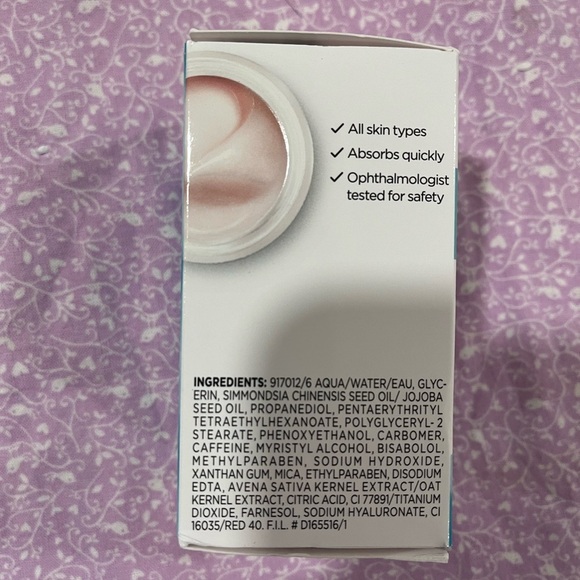 ✓ All skin types
✓ Absorbs quickly
✓ Ophthalmologist
tested for safety
INGREDIENTS: 917012/6 AQUA/WATER/EAU, GLYC-
ERIN, SIMMONDSIA CHINENSIS SEED OIL/ JOJOBA
SEED OIL, PROPANEDIOL, PENTAERYTHRITYL
TETRAETHYLHEXANOATE, POLYGLYCERYL- 2
STEARATE, PHENOXYETHANOL, CARBOMER,
CAFFEINE, MYRISTYL ALCOHOL, BISABOLOL,
METHYLPARABEN, SODIUM HYDROXIDE,
XANTHAN GUM, MICA, ETHYLPARABEN, DISODIUM
EDTA, AVENA SATIVA KERNEL EXTRACT/OAT
KERNEL EXTRACT, CITRIC ACID, CI 77891/TITANIUM
DIOXIDE, FARNESOL, SODIUM HYALURONATE, CI
16035/RED 40. F.I.L. # D165516/1